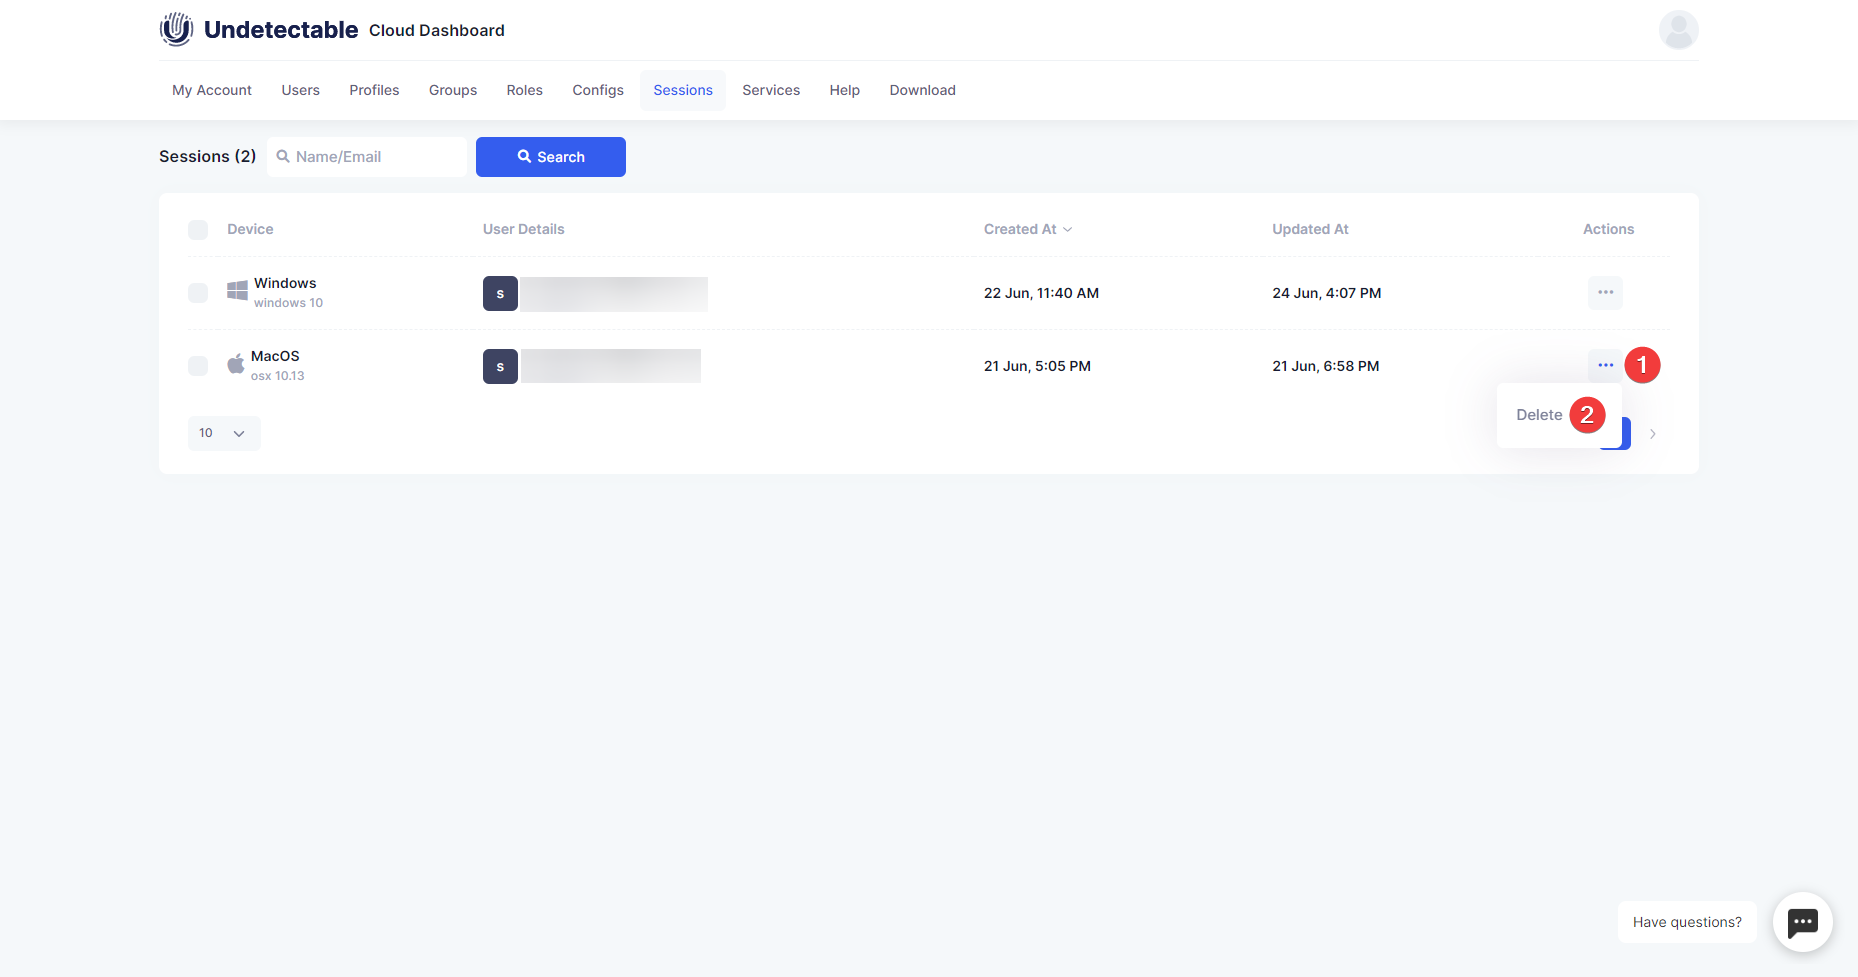 Undetectable Cloud Dashboard
My Account Users Profiles Groups Roles Configs Sessions Services Help Download
Sessions (2) Name/Email Search
Device User Details Created At Updated At Actions
Windows
windows 10
s 22 Jun, 11:40 AM 24 Jun, 4:07 PM
MacOS
osx 10.13
s 21 Jun, 5:05 PM 21 Jun, 6:58 PM 1
Delete 2
10
Have questions?